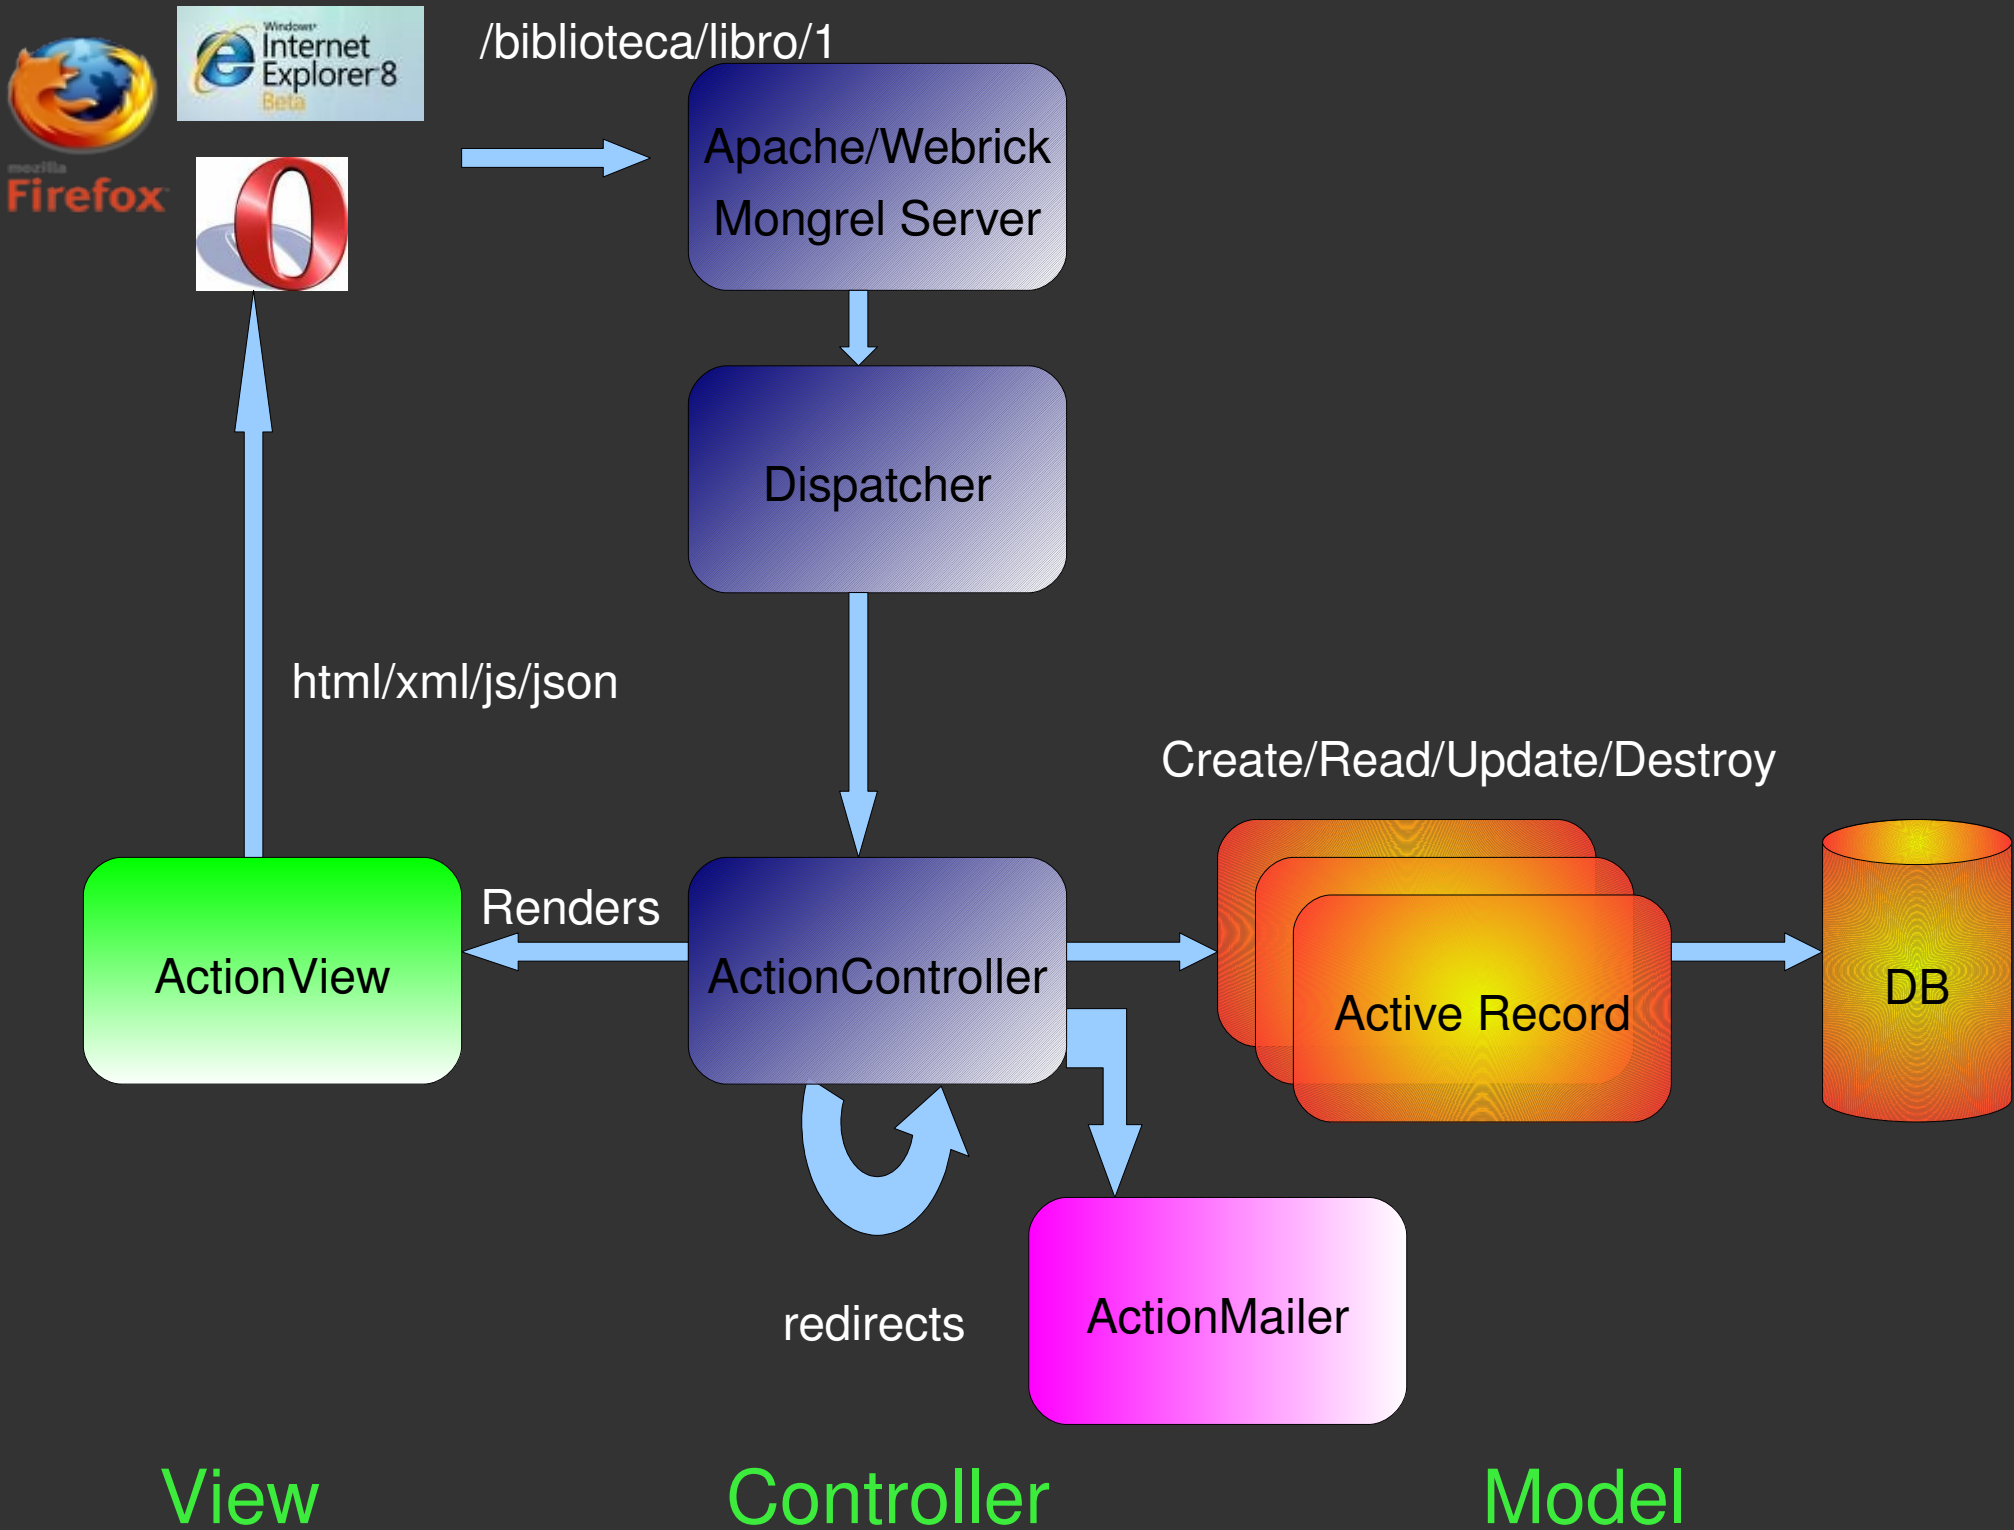 Windows
Internet
Explorer 8
Beta
/biblioteca/libro/1
mozilla
Firefox
Apache/Webrick
Mongrel Server
Dispatcher
html/xml/js/json
Create/Read/Update/Destroy
Renders
ActionView
ActionController
Active Record
DB
redirects
ActionMailer
View
Controller
Model